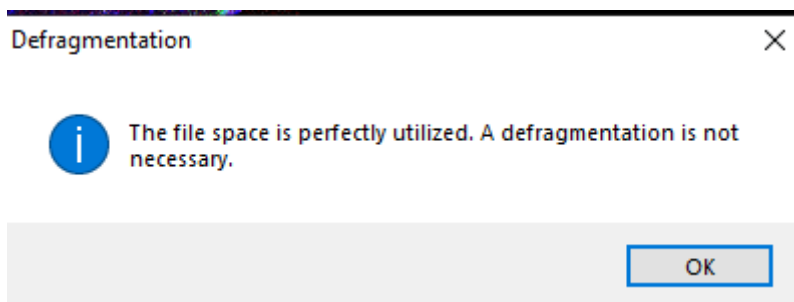 Defragmentation
The file space is perfectly utilized. A defragmentation is not
necessary.
OK